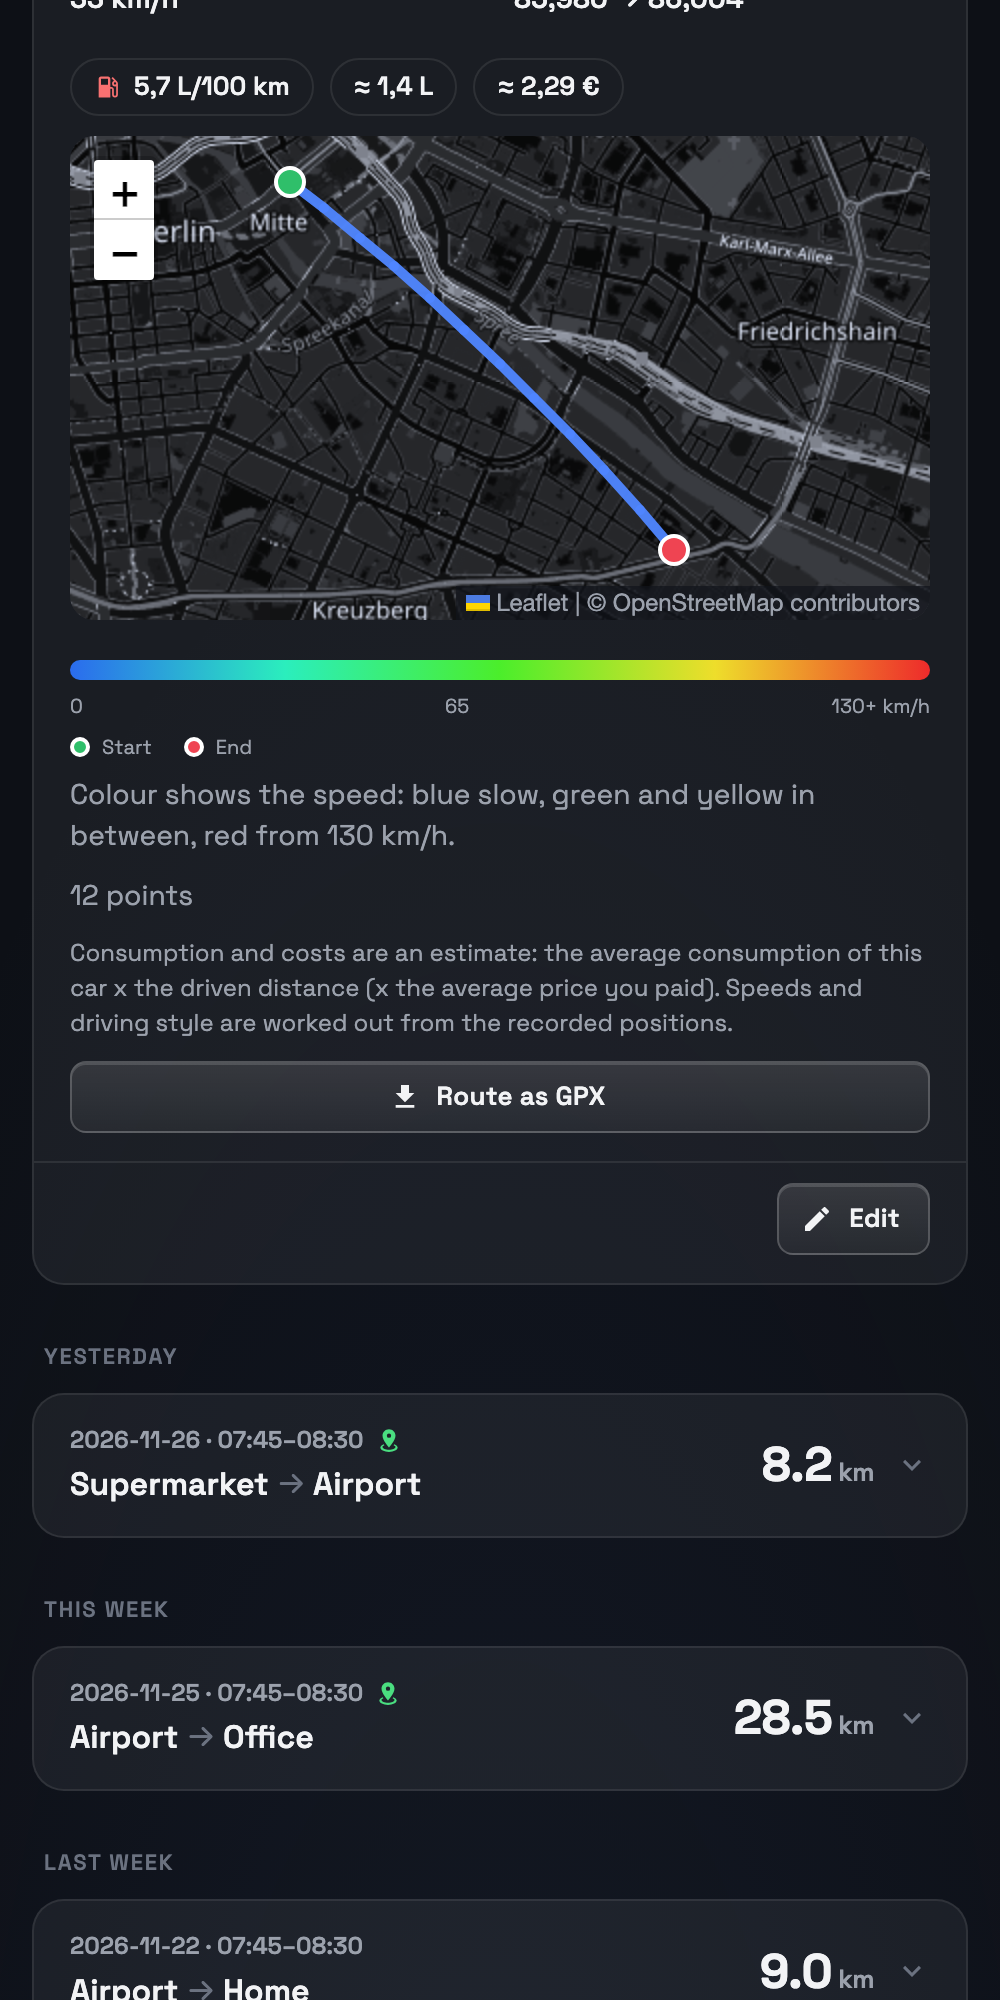 33 km/h
85,980 → 86,004
5,7 L/100 km
≈ 1,4 L
≈ 2,29 €
+
−
erlin
Mitte
Karl-Marx-Allee
Spreekanal
Spree
Friedrichshain
Kreuzberg
Leaflet | © OpenStreetMap contributors
0
65
130+ km/h
Start
End
Colour shows the speed: blue slow, green and yellow in
between, red from 130 km/h.
12 points
Consumption and costs are an estimate: the average consumption of this
car x the driven distance (x the average price you paid). Speeds and
driving style are worked out from the recorded positions.
Route as GPX
Edit
YESTERDAY
2026-11-26 · 07:45–08:30
Supermarket → Airport
8.2 km
THIS WEEK
2026-11-25 · 07:45–08:30
Airport → Office
28.5 km
LAST WEEK
2026-11-22 · 07:45–08:30
Airport → Home
9.0 km